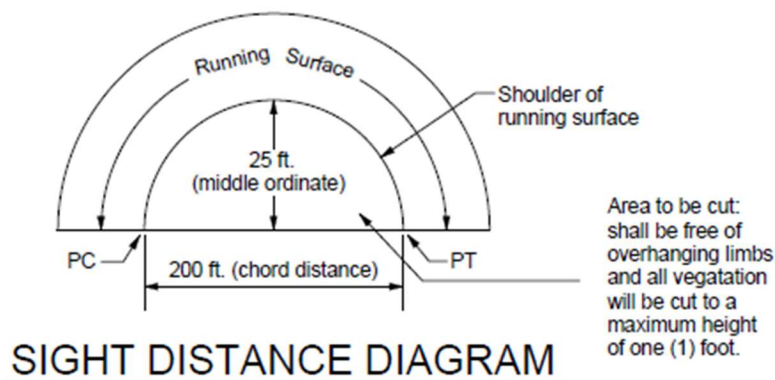 Running Surface
Shoulder of
running surface
25 ft.
(middle ordinate)
Area to be cut:
shall be free of
overhanging limbs
and all vegatation
will be cut to a
maximum height
of one (1) foot.
PC
PT
200 ft. (chord distance)
SIGHT DISTANCE DIAGRAM